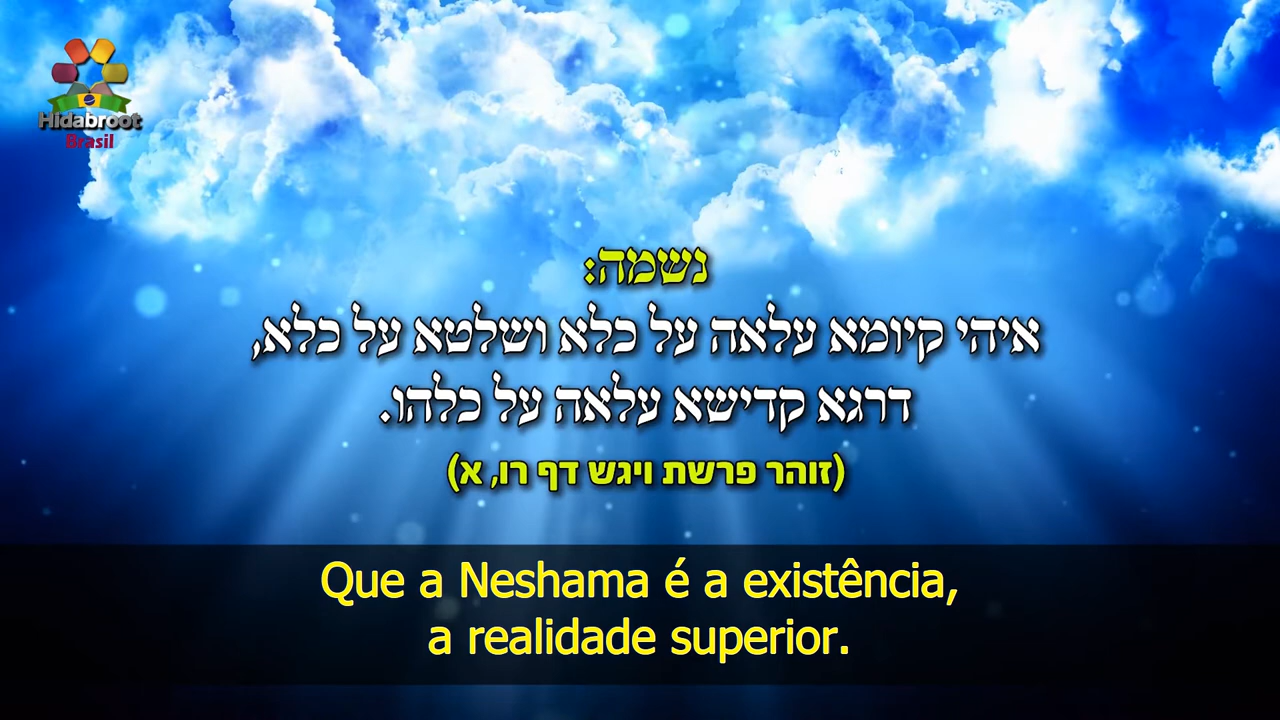 Hidabroot
Brasil
נשמה:
איהי קיומא עלאה על כלא ושלטא על כלא,
דרגא קדישא עלאה על כלהו.
(זוהר פרשת ויגש דף רו, א)
Que a Neshama é a existência,
a realidade superior.